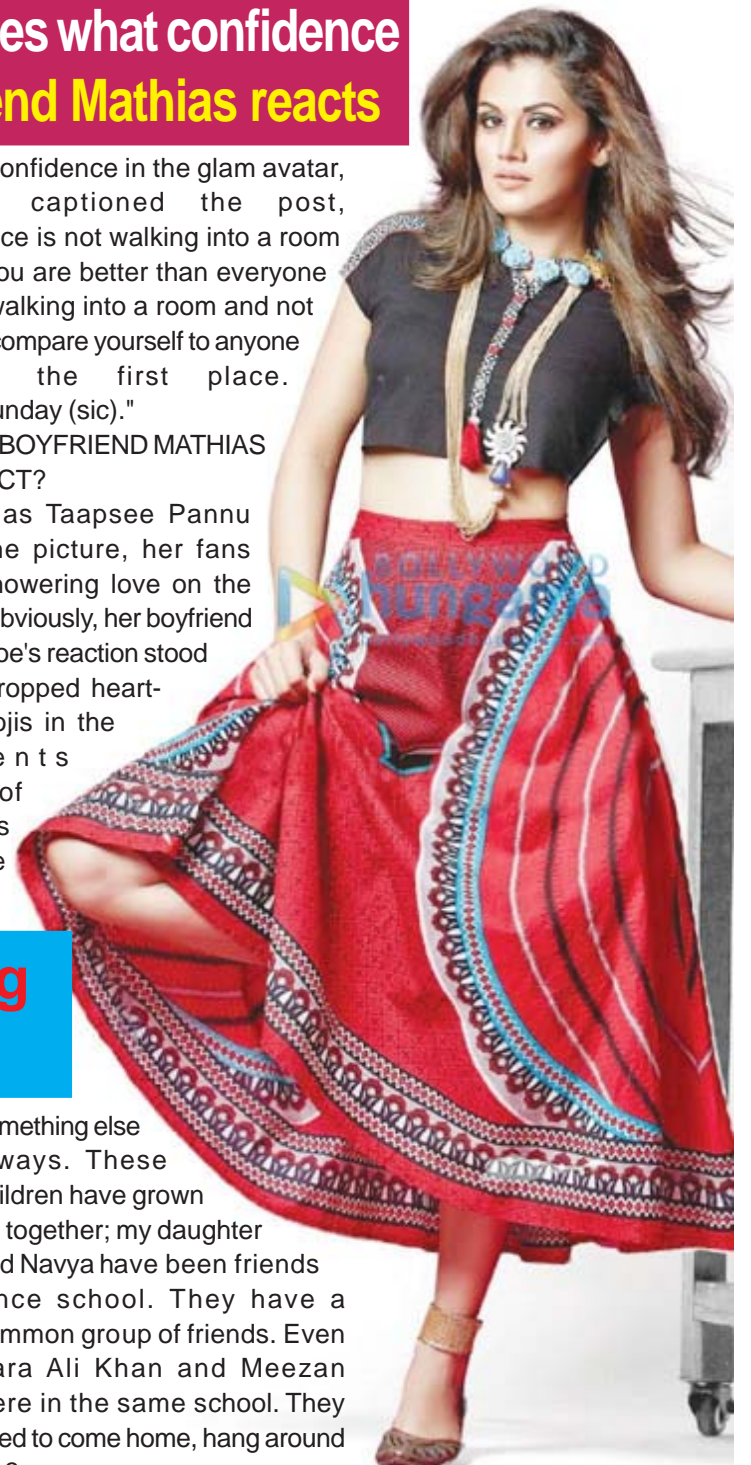 es what confidence
end Mathias reacts
onfidence in the glam avatar,
captioned the post,
ce is not walking into a room
ou are better than everyone
walking into a room and not
compare yourself to anyone
the first place.
unday (sic)."
BOYFRIEND MATHIAS
CT?
as Taapsee Pannu
he picture, her fans
howering love on the
obviously, her boyfriend
oe's reaction stood
ropped heart-
ojis in the
e n t s
of
s
e
BOLLYWOOD
hungama
g
mething else
ways. These
ildren have grown
together; my daughter
d Navya have been friends
nce school. They have a
mmon group of friends. Even
ara Ali Khan and Meezan
ere in the same school. They
ed to come home, hang around